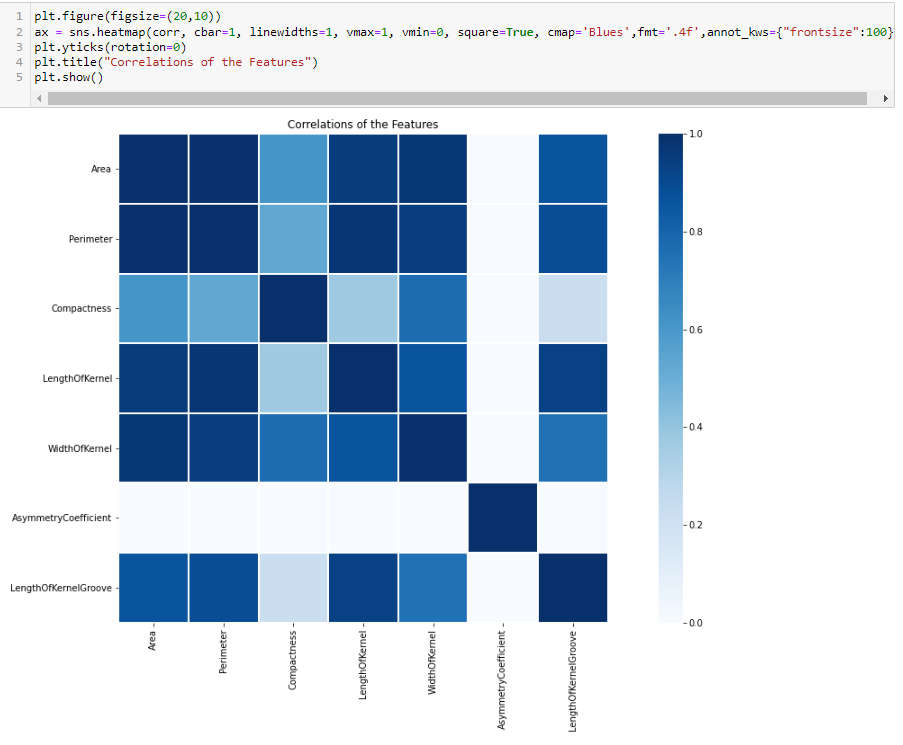 1 plt.figure(figsize=(20,10))
2 ax = sns.heatmap(corr, cbar=1, linewidths=1, vmax=1, vmin=0, square=True, cmap='Blues',fmt='.4f',annot_kws={"frontsize":100}
3 plt.yticks(rotation=0)
4 plt.title("Correlations of the Features")
5 plt.show()
Correlations of the Features
1.0
Area
0.8
Perimeter
Compactness
0.6
LengthOfKernel
0.4
WidthOfKernel
0.2
AsymmetryCoefficient
LengthOfKernelGroove
0.0
Area
Perimeter
Compactness
LengthOfKernel
WidthOfKernel
AsymmetryCoefficient
LengthOfKernelGroove